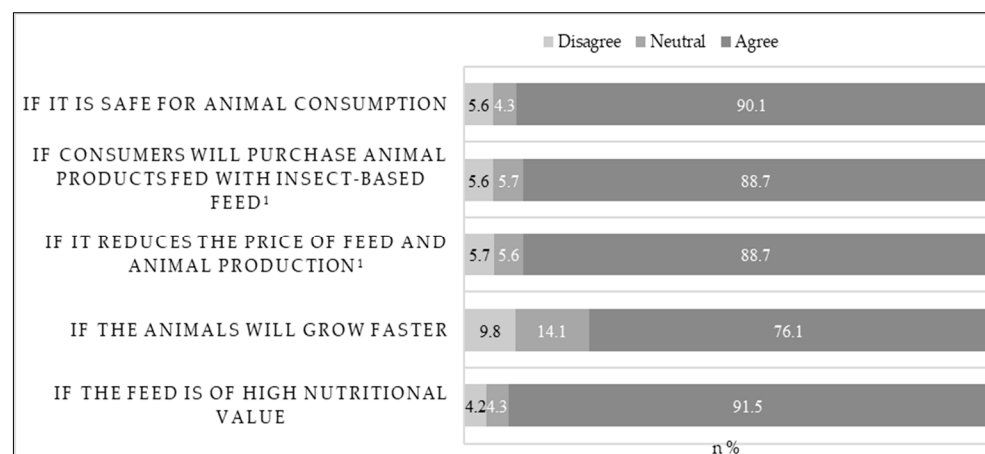 Disagree Neutral Agree
IF IT IS SAFE FOR ANIMAL CONSUMPTION
5.6 4.3 90.1
IF CONSUMERS WILL PURCHASE ANIMAL
PRODUCTS FED WITH INSECT-BASED
FEED¹
5.6 5.7 88.7
IF IT REDUCES THE PRICE OF FEED AND
ANIMAL PRODUCTION¹
5.7 5.6 88.7
IF THE ANIMALS WILL GROW FASTER
9.8 14.1 76.1
IF THE FEED IS OF HIGH NUTRITIONAL
VALUE
4.2 4.3 91.5
n %